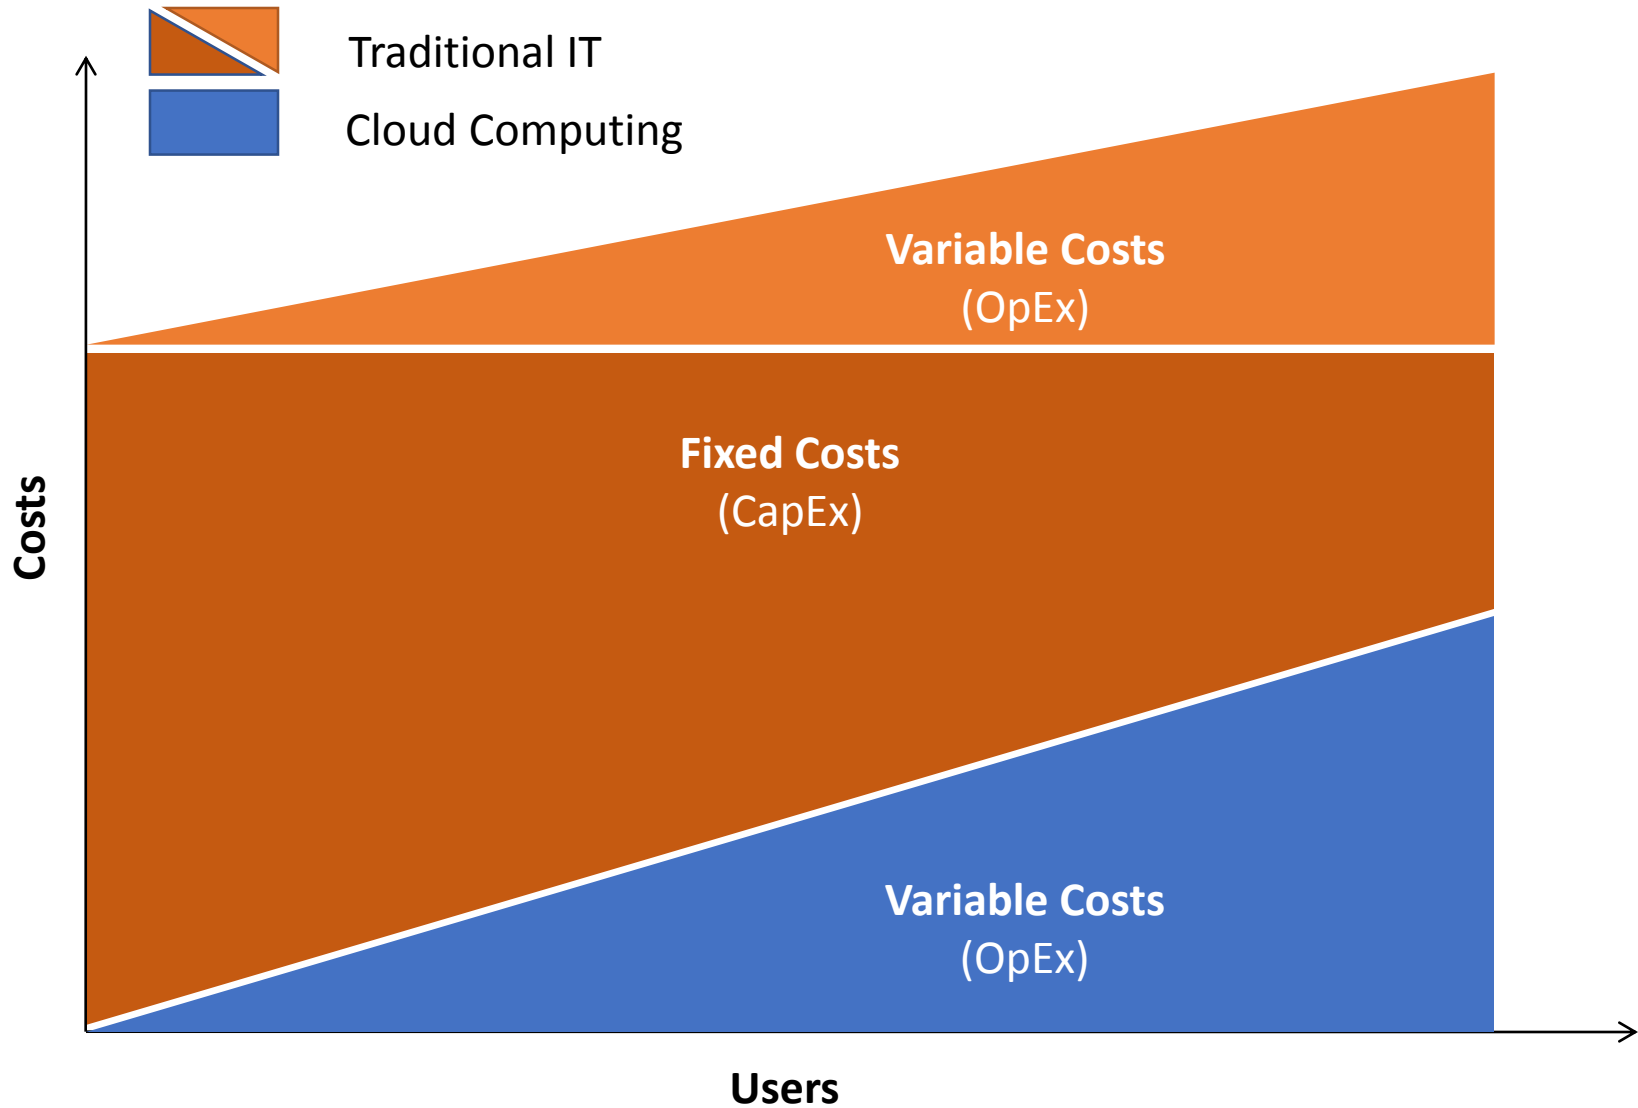 Traditional IT
Cloud Computing
Variable Costs
(OpEx)
Fixed Costs
(CapEx)
Costs
Variable Costs
(OpEx)
Users